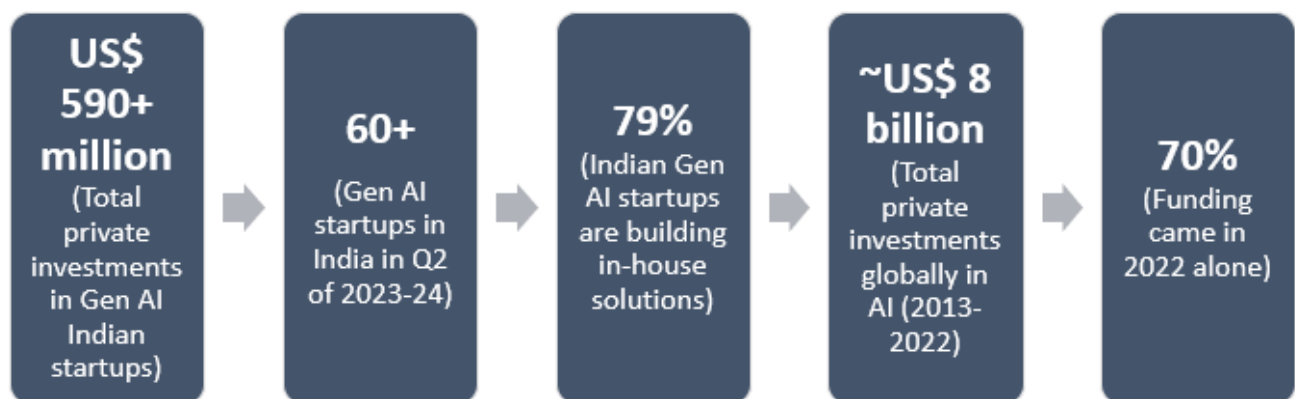 US$
590+
million
(Total
private
investments
in Gen AI
Indian
startups)
60+
(Gen AI
startups in
India in Q2
of 2023-24)
79%
(Indian Gen
AI startups
are building
in-house
solutions)
~US$ 8
billion
(Total
private
investments
globally in
AI (2013-
2022)
70%
(Funding
came in
2022 alone)